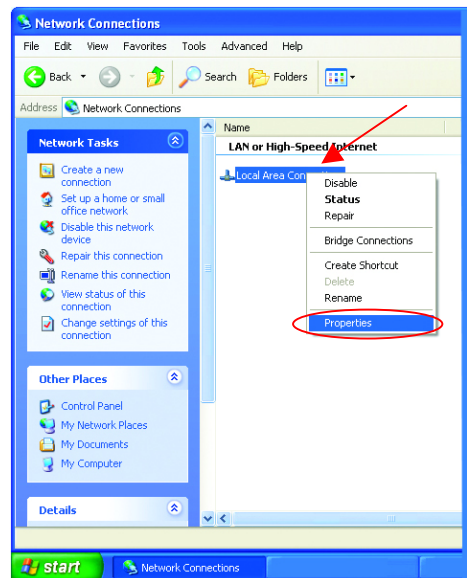 Network Connections
File Edit View Favorites Tools Advanced Help
Back Search Folders
Address Network Connections
Network Tasks
Create a new
connection
Set up a home or small
office network
Disable this network
device
Repair this connection
Rename this connection
View status of this
connection
Change settings of this
connection
Other Places
Control Panel
My Network Places
My Documents
My Computer
Details
Name
LAN or High-Speed Internet
Local Area Con
Disable
Status
Repair
Bridge Connections
Create Shortcut
Delete
Rename
Properties
start Network Connections